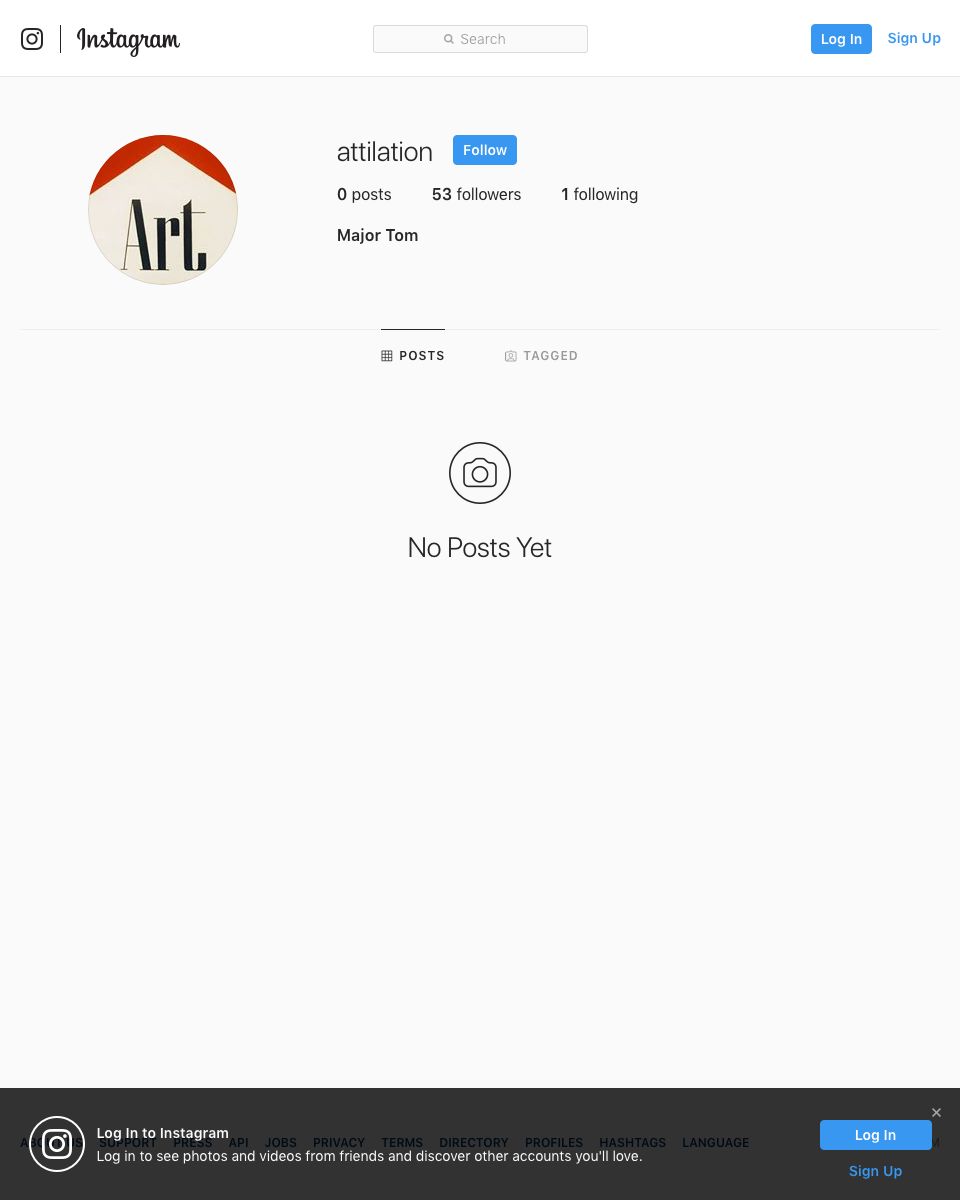 Instagram
Search
Log In
Sign Up
Art
attilation
Follow
0 posts 53 followers 1 following
Major Tom
POSTS
TAGGED
No Posts Yet
SUPPORT PRESS API JOBS PRIVACY TERMS DIRECTORY PROFILES HASHTAGS LANGUAGE
Log In to Instagram
Log in to see photos and videos from friends and discover other accounts you'll love.
Log In
Sign Up